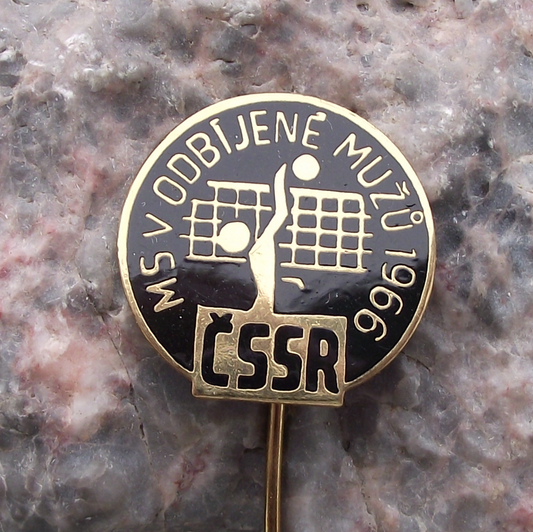 MS V ODBÍJENÉ MUŽŮ 1966
ČSSR